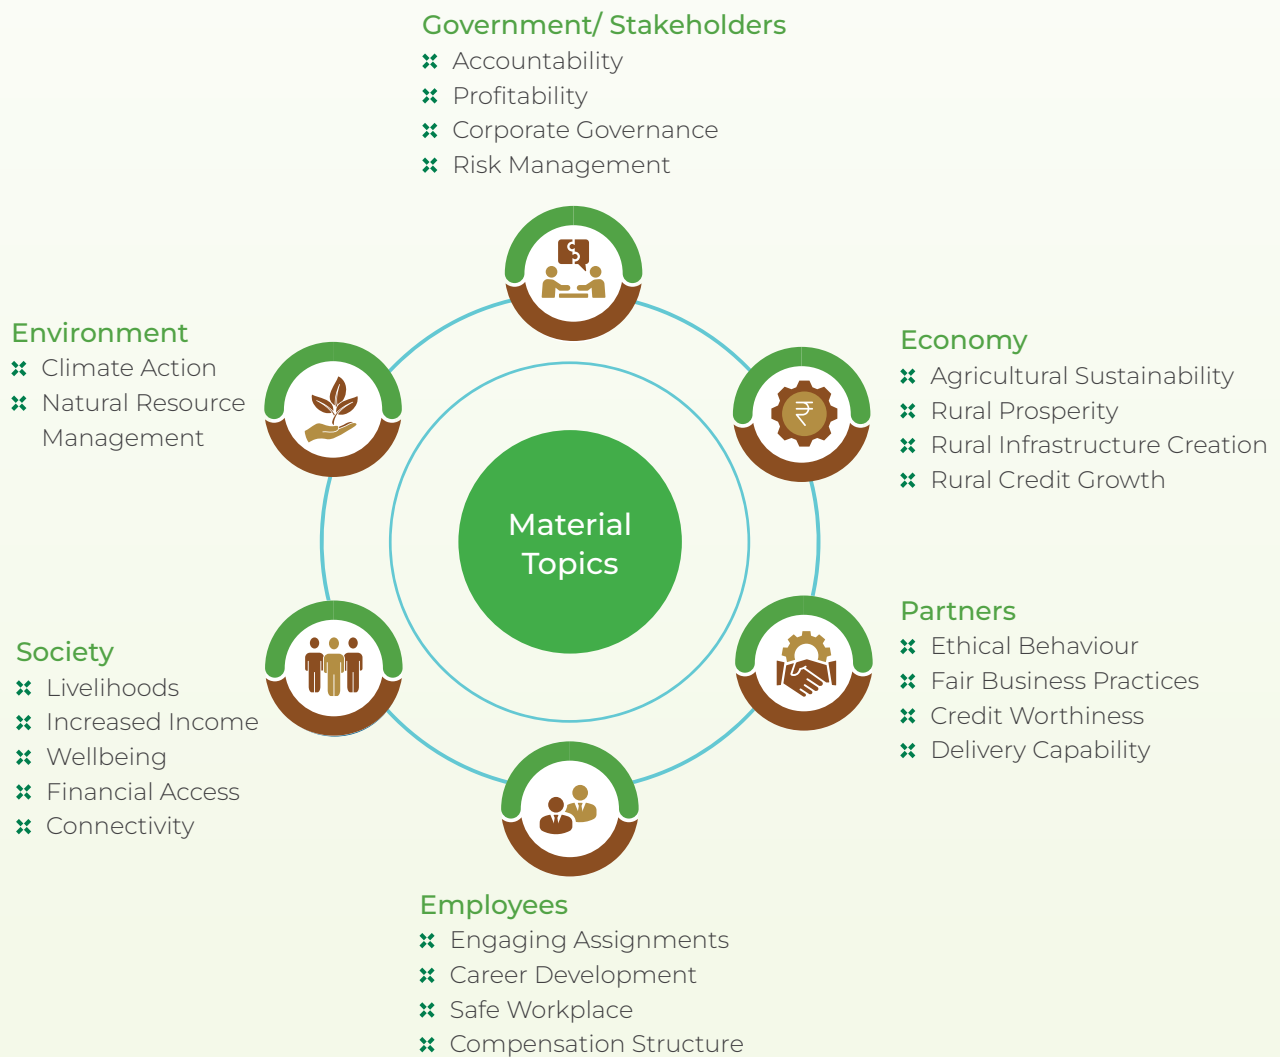 Government/ Stakeholders
Accountability
Profitability
Corporate Governance
Risk Management
Environment
Climate Action
Natural Resource
Management
Economy
Agricultural Sustainability
Rural Prosperity
Rural Infrastructure Creation
Rural Credit Growth
Material
Topics
Society
Livelihoods
Increased Income
Wellbeing
Financial Access
Connectivity
Partners
Ethical Behaviour
Fair Business Practices
Credit Worthiness
Delivery Capability
Employees
Engaging Assignments
Career Development
Safe Workplace
Compensation Structure